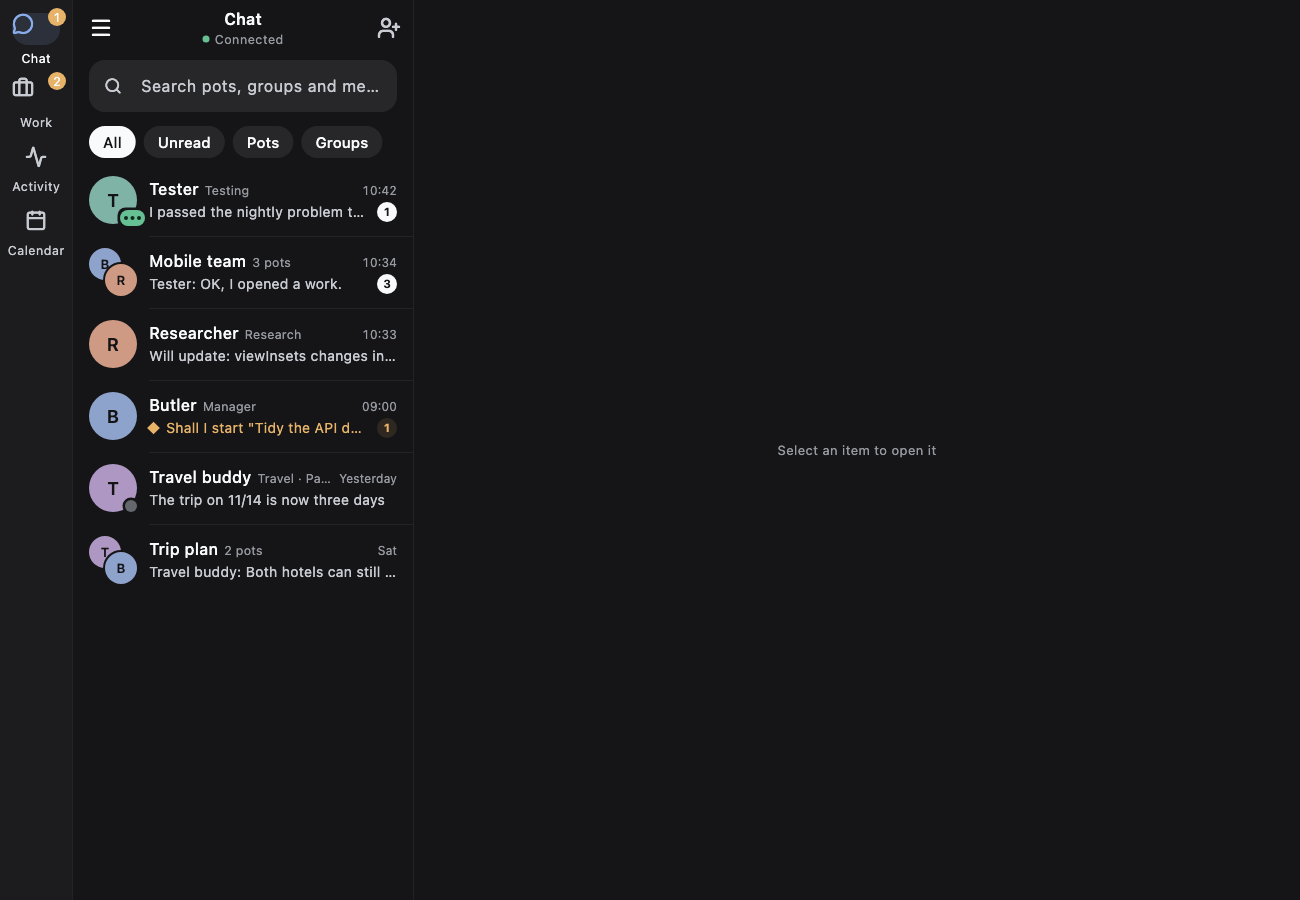 1
Chat
2
Work
Activity
Calendar
Chat
Connected
Search pots, groups and me...
All Unread Pots Groups
T
Tester Testing 10:42
I passed the nightly problem t... 1
B
R
Mobile team 3 pots 10:34
Tester: OK, I opened a work. 3
R
Researcher Research 10:33
Will update: viewInsets changes in...
B
Butler Manager 09:00
Shall I start "Tidy the API d... 1
T
Travel buddy Travel · Pa... Yesterday
The trip on 11/14 is now three days
T
B
Trip plan 2 pots Sat
Travel buddy: Both hotels can still ...
Select an item to open it